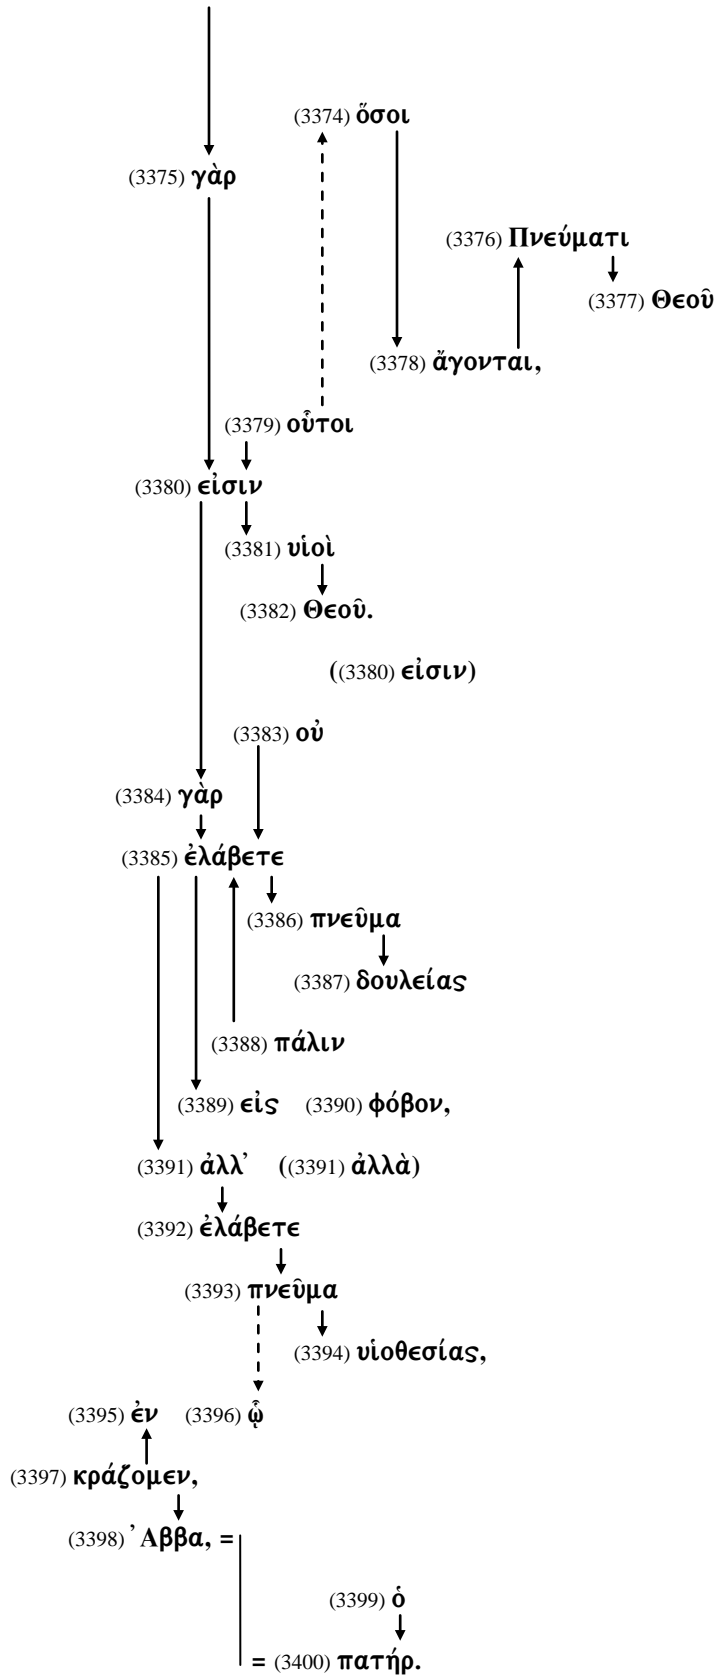 (3374) ὅσοι
(3375) γὰρ
(3376) Πνεύματι
(3377) Θεοῦ
(3378) ἄγονται,
(3379) οὗτοι
(3380) εἰσιν
(3381) υἱοὶ
(3382) Θεοῦ.
((3380) εἰσιν)
(3383) οὐ
(3384) γὰρ
(3385) ἐλάβετε
(3386) πνεῦμα
(3387) δουλείας
(3388) πάλιν
(3389) εἰς (3390) φόβον,
(3391) ἀλλ’ ((3391) ἀλλὰ)
(3392) ἐλάβετε
(3393) πνεῦμα
(3394) υἱοθεσίας,
(3395) ἐν (3396) ᾧ
(3397) κράζομεν,
(3398) ᾿Αββα, =
(3399) ὁ
= (3400) πατήρ.